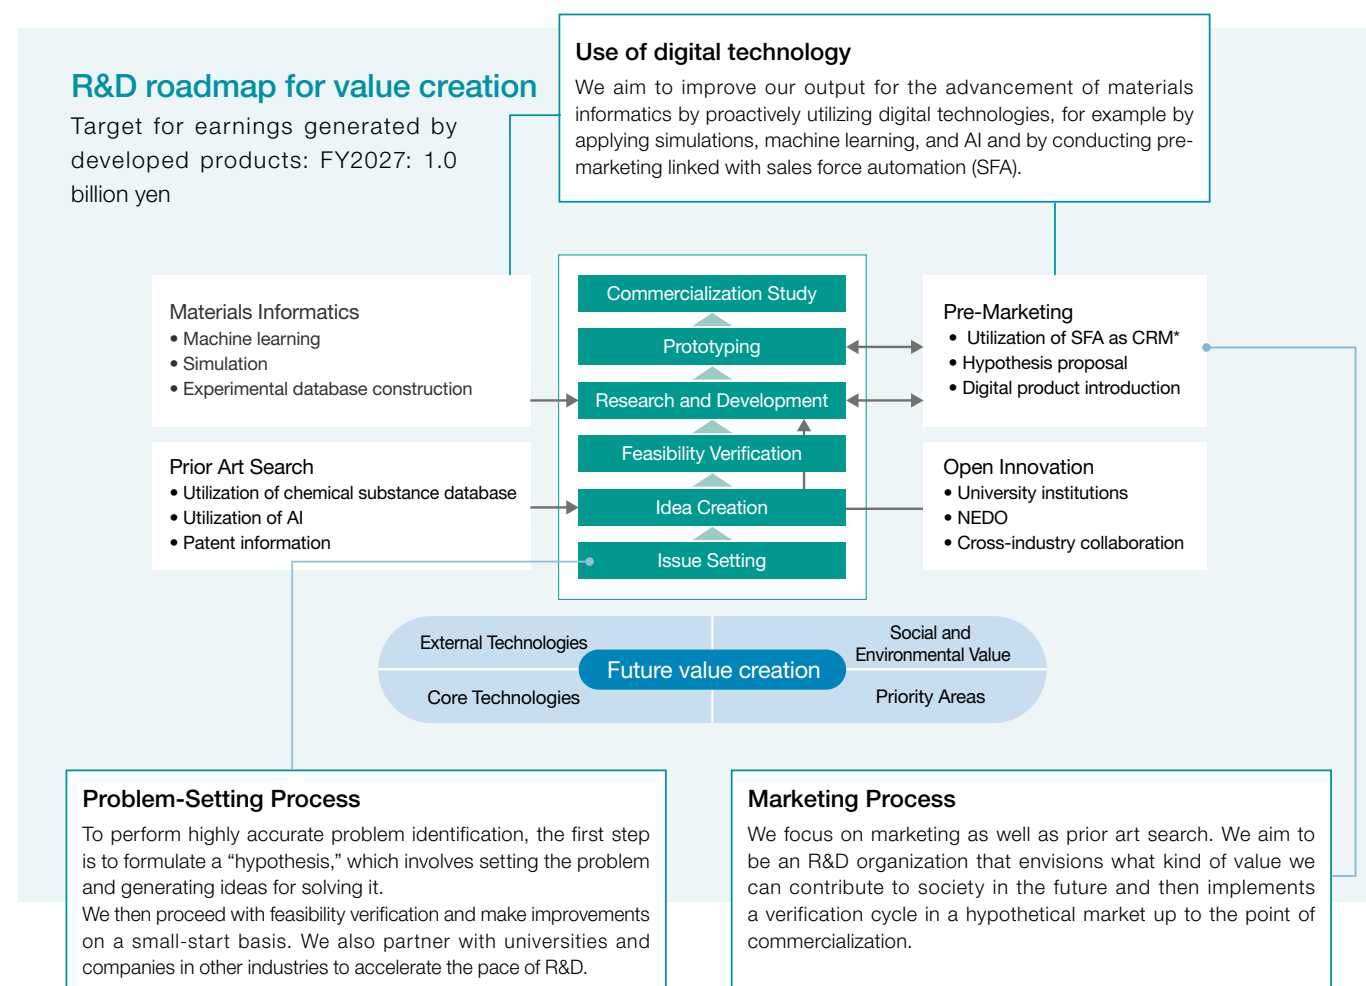 R&D roadmap for value creation
Target for earnings generated by
developed products: FY2027: 1.0
billion yen
Use of digital technology
We aim to improve our output for the advancement of materials
informatics by proactively utilizing digital technologies, for example by
applying simulations, machine learning, and AI and by conducting pre-
marketing linked with sales force automation (SFA).
Materials Informatics
• Machine learning
• Simulation
• Experimental database construction
Prior Art Search
• Utilization of chemical substance database
• Utilization of AI
• Patent information
Commercialization Study
Prototyping
Research and Development
Feasibility Verification
Idea Creation
Issue Setting
Pre-Marketing
• Utilization of SFA as CRM*
• Hypothesis proposal
• Digital product introduction
Open Innovation
• University institutions
• NEDO
• Cross-industry collaboration
External Technologies
Social and
Environmental Value
Future value creation
Core Technologies
Priority Areas
Problem-Setting Process
To perform highly accurate problem identification, the first step
is to formulate a “hypothesis,” which involves setting the problem
and generating ideas for solving it.
We then proceed with feasibility verification and make improvements
on a small-start basis. We also partner with universities and
companies in other industries to accelerate the pace of R&D.
Marketing Process
We focus on marketing as well as prior art search. We aim to
be an R&D organization that envisions what kind of value we
can contribute to society in the future and then implements
a verification cycle in a hypothetical market up to the point of
commercialization.